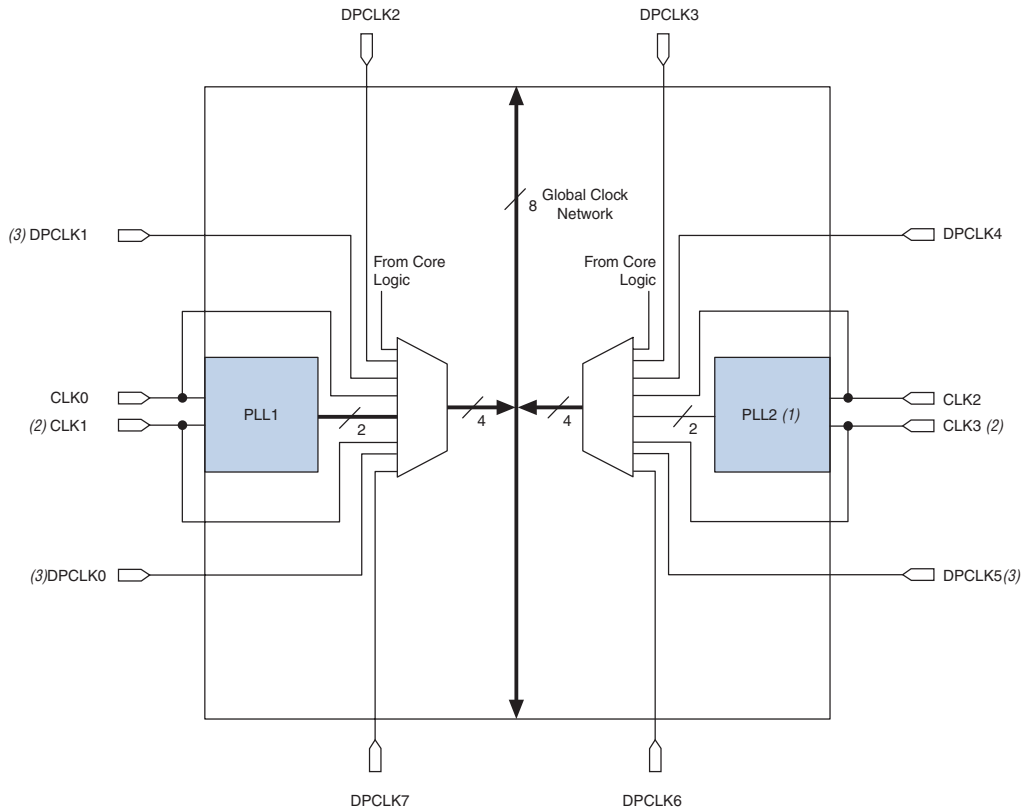 DPCLK2
DPCLK3
8
Global Clock
Network
(3) DPCLK1
DPCLK4
From Core
Logic
From Core
Logic
CLK0
CLK2
(2) CLK1
CLK3 (2)
PLL1
PLL2 (1)
2
4
4
2
(3)DPCLK0
DPCLK5(3)
DPCLK7
DPCLK6